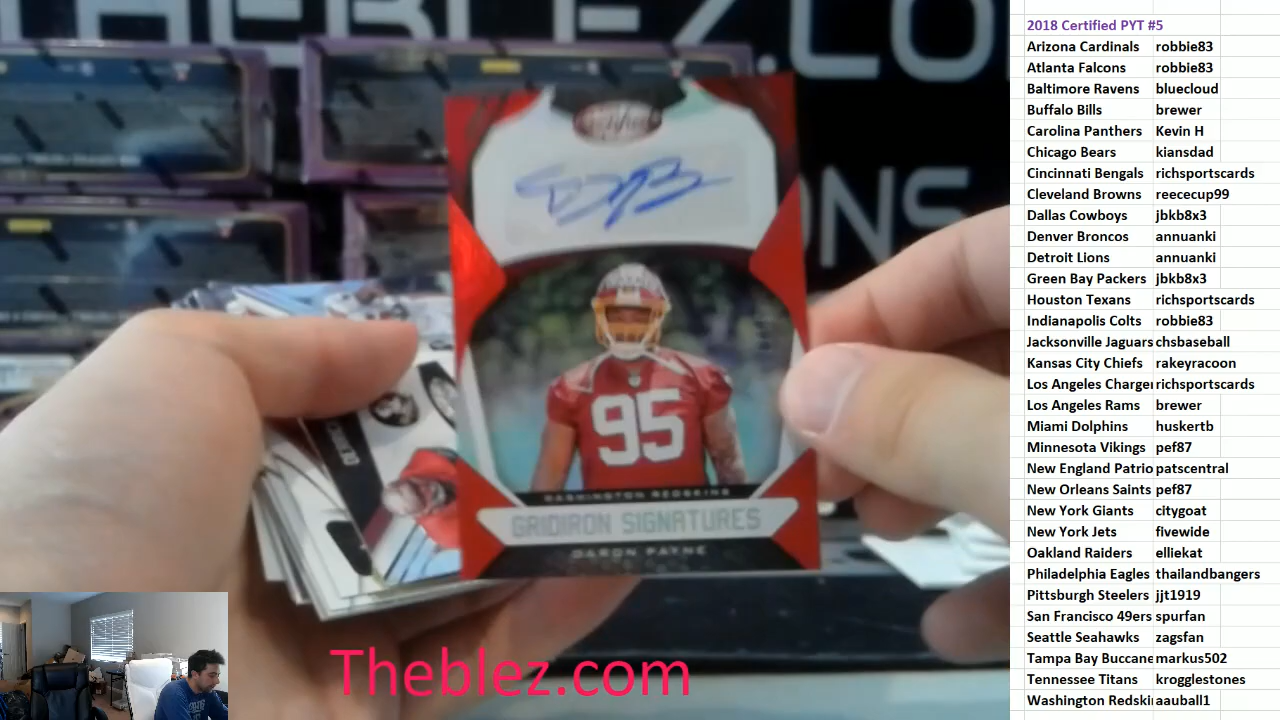 THEBLEZ.CO
ONS
Certified
95
WASHINGTON REDSKINS
GRIDIRON SIGNATURES
DARON PAYNE
Theblez.com
2018 Certified PYT #5
Arizona Cardinals robbie83
Atlanta Falcons robbie83
Baltimore Ravens bluecloud
Buffalo Bills brewer
Carolina Panthers Kevin H
Chicago Bears kiansdad
Cincinnati Bengals richsportscards
Cleveland Browns reececup99
Dallas Cowboys jbkb8x3
Denver Broncos annuanki
Detroit Lions annuanki
Green Bay Packers jbkb8x3
Houston Texans richsportscards
Indianapolis Colts robbie83
Jacksonville Jaguars chsbaseball
Kansas City Chiefs rakeyracoon
Los Angeles Charger richsportscards
Los Angeles Rams brewer
Miami Dolphins huskertb
Minnesota Vikings pef87
New England Patrio patscentral
New Orleans Saints pef87
New York Giants citygoat
New York Jets fivewide
Oakland Raiders elliekat
Philadelphia Eagles thailandbangers
Pittsburgh Steelers jjt1919
San Francisco 49ers spurfan
Seattle Seahawks zagsfan
Tampa Bay Buccane markus502
Tennessee Titans krogglestones
Washington Redski aauball1